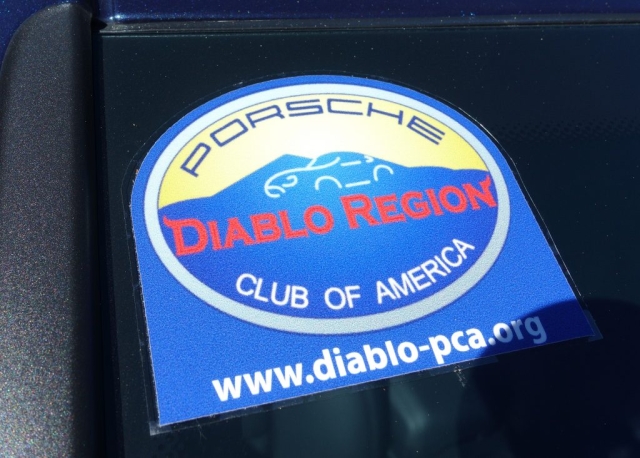 PORSCHE
DIABLO REGION
CLUB OF AMERICA
www.diablo-pca.org